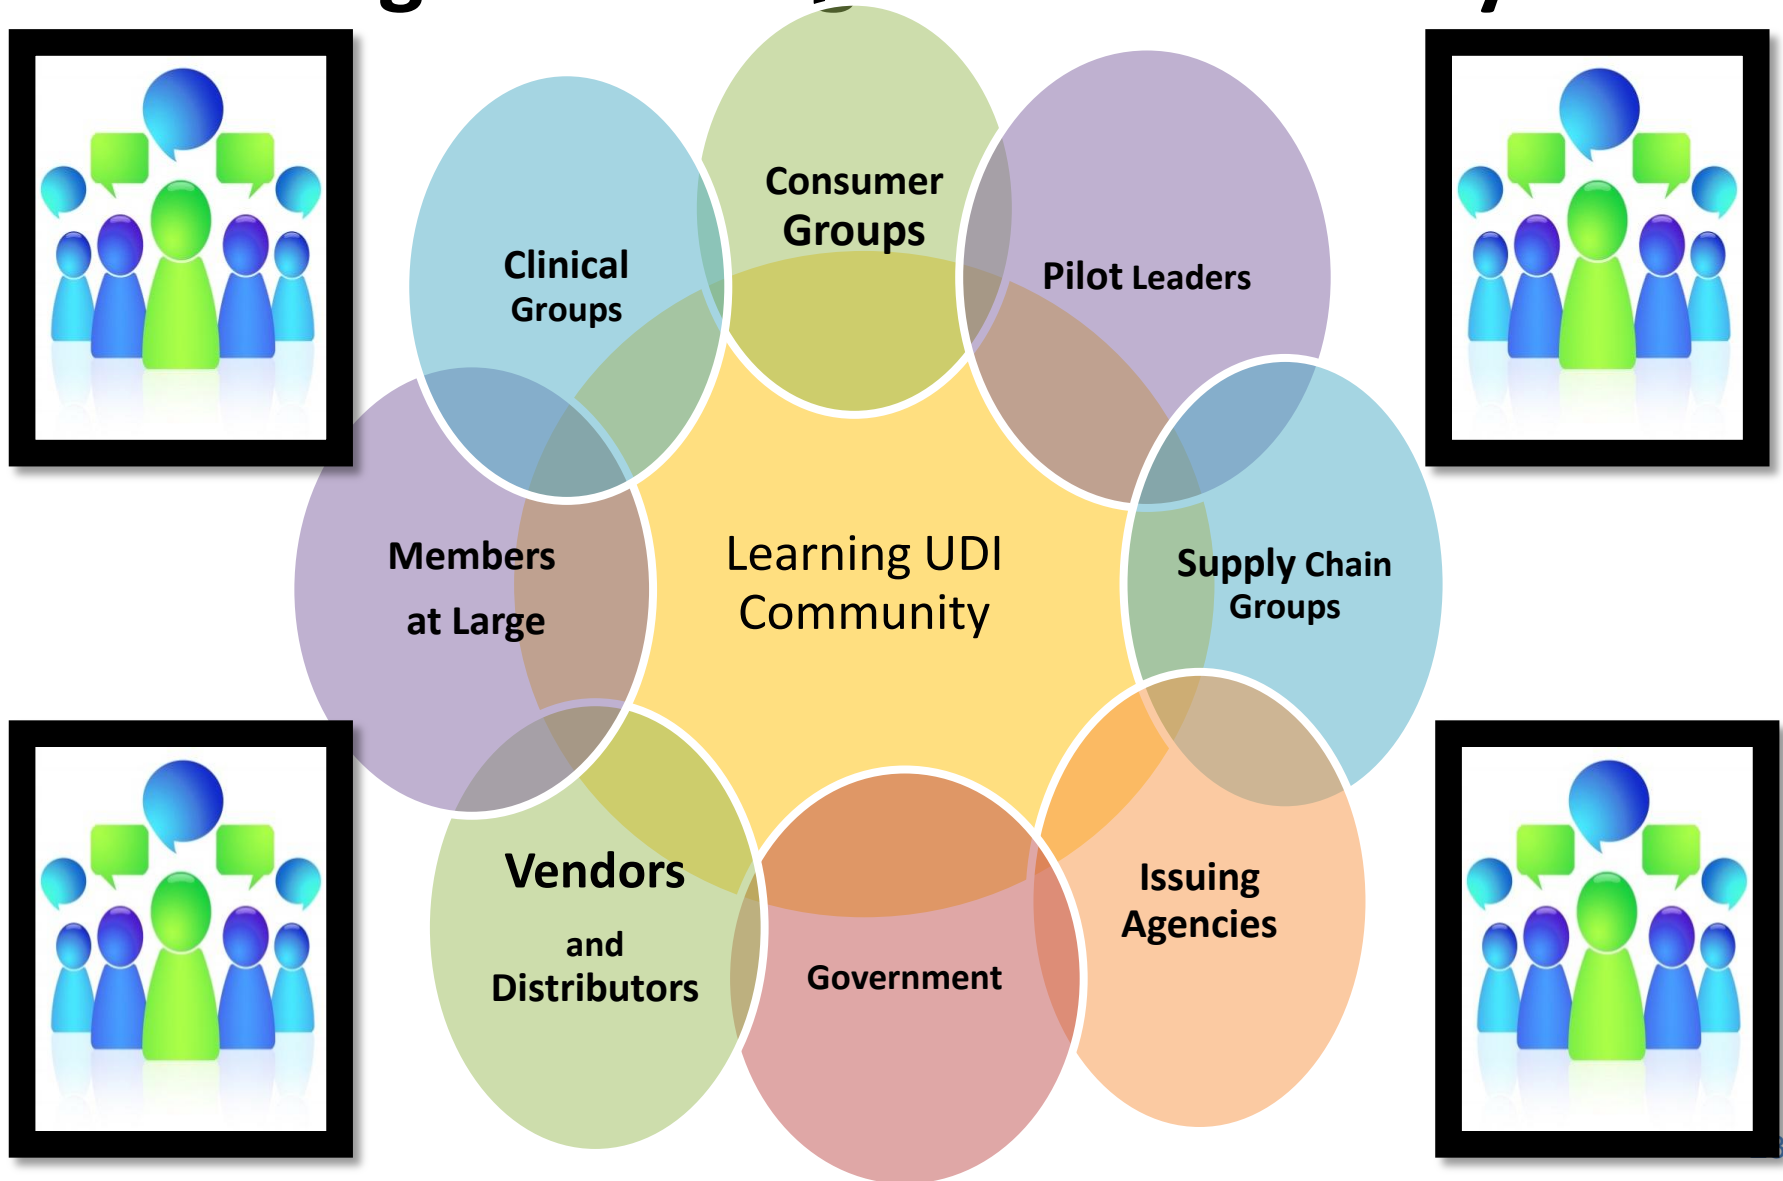 Consumer
Groups
Clinical
Groups
Pilot Leaders
Members
at Large
Learning UDI
Community
Supply Chain
Groups
Vendors
and
Distributors
Government
Issuing
Agencies